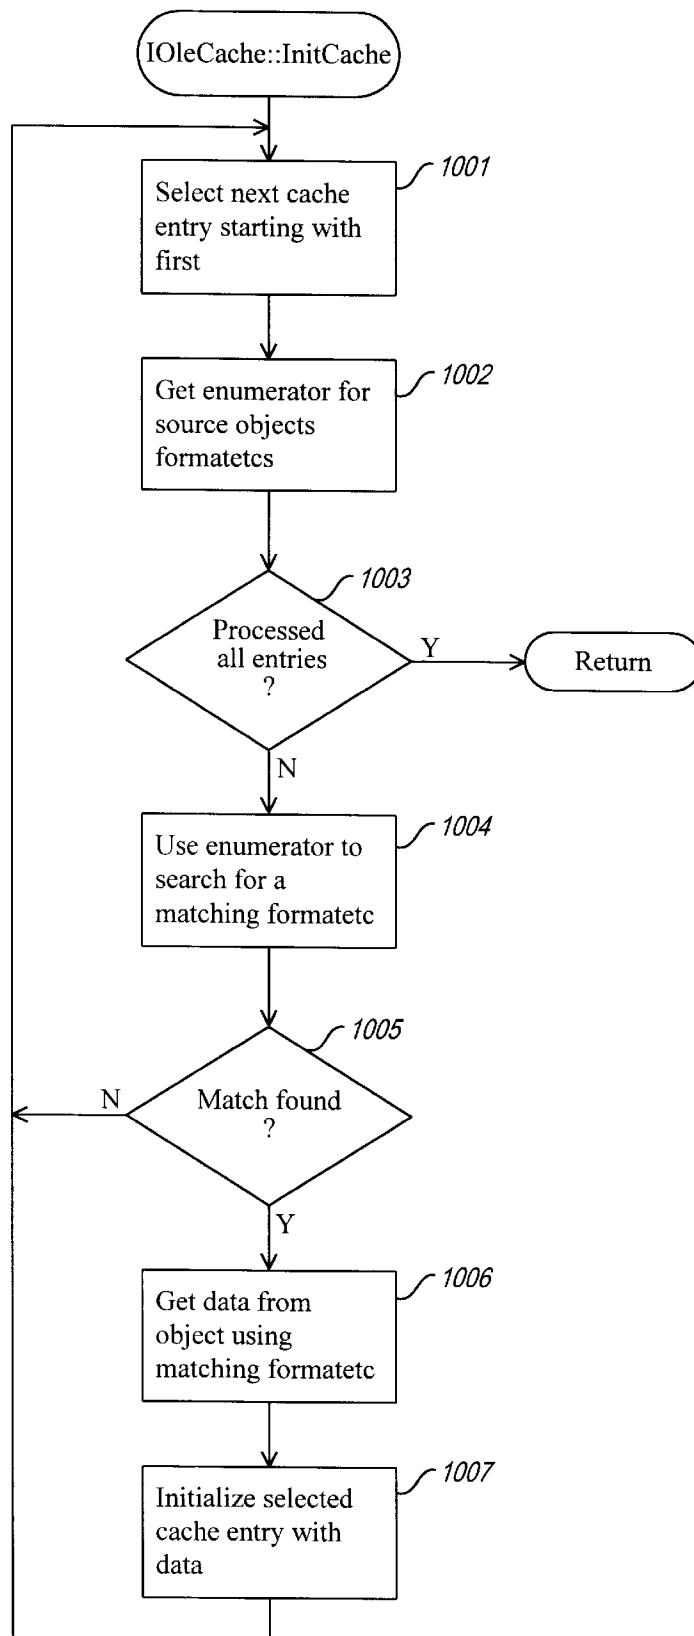 IOleCache::InitCache
1001
Select next cache
entry starting with
first
1002
Get enumerator for
source objects
formatetcs
1003
Processed
all entries
?
Y
Return
N
1004
Use enumerator to
search for a
matching formatetc
1005
N
Match found
?
Y
1006
Get data from
object using
matching formatetc
1007
Initialize selected
cache entry with
data